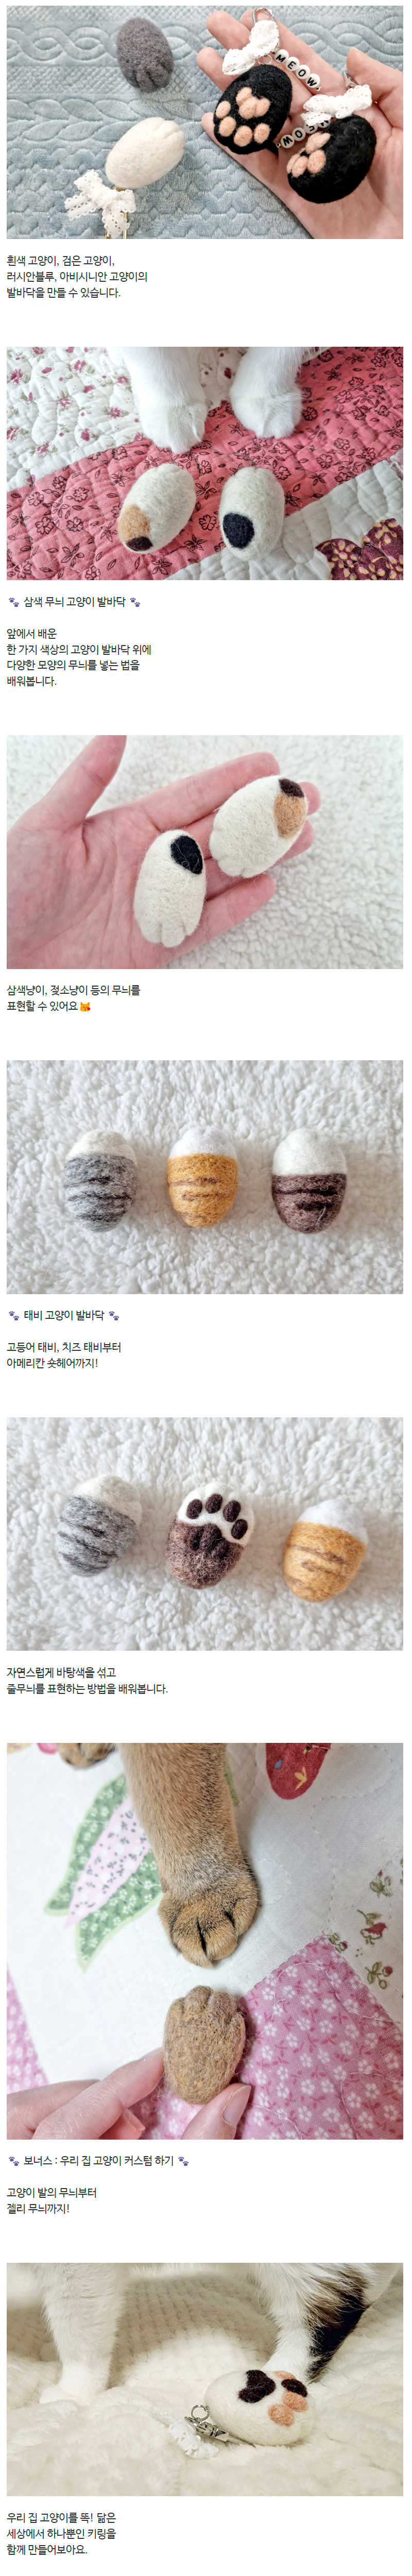 MEOW
MEOW
흰색 고양이, 검은 고양이,
러시안블루, 아비시니안 고양이의
발바닥을 만들 수 있습니다.
🐾 삼색 무늬 고양이 발바닥 🐾
앞에서 배운
한 가지 색상의 고양이 발바닥 위에
다양한 모양의 무늬를 넣는 법을
배워봅니다.
삼색냥이, 젖소냥이 등의 무늬를
표현할 수 있어요😽
🐾 태비 고양이 발바닥 🐾
고등어 태비, 치즈 태비부터
아메리칸 숏헤어까지!
자연스럽게 바탕색을 섞고
줄무늬를 표현하는 방법을 배워봅니다.
🐾 보너스 : 우리 집 고양이 커스텀 하기 🐾
고양이 발의 무늬부터
젤리 무늬까지!
우리 집 고양이를 똑! 닮은
세상에서 하나뿐인 키링을
함께 만들어보아요.